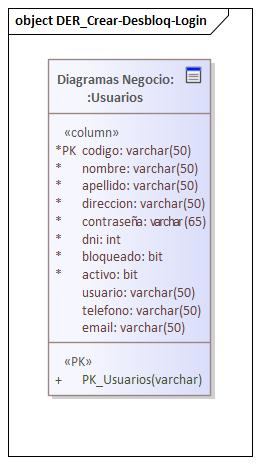 object DER_Crear-Desbloq-Login
Diagramas Negocio:
:Usuarios
«column»
*PK codigo: varchar(50)
* nombre: varchar(50)
* apellido: varchar(50)
* direccion: varchar(50)
* contraseña: varchar(65)
* dni: int
* bloqueado: bit
* activo: bit
usuario: varchar(50)
telefono: varchar(50)
email: varchar(50)
«PK»
+ PK_Usuarios(varchar)